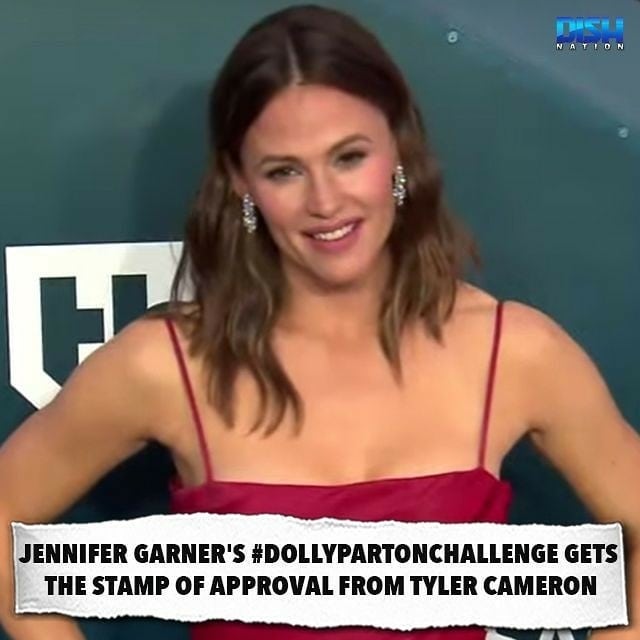 DISH
NATION
JENNIFER GARNER'S #DOLLYPARTONCHALLENGE GETS
THE STAMP OF APPROVAL FROM TYLER CAMERON